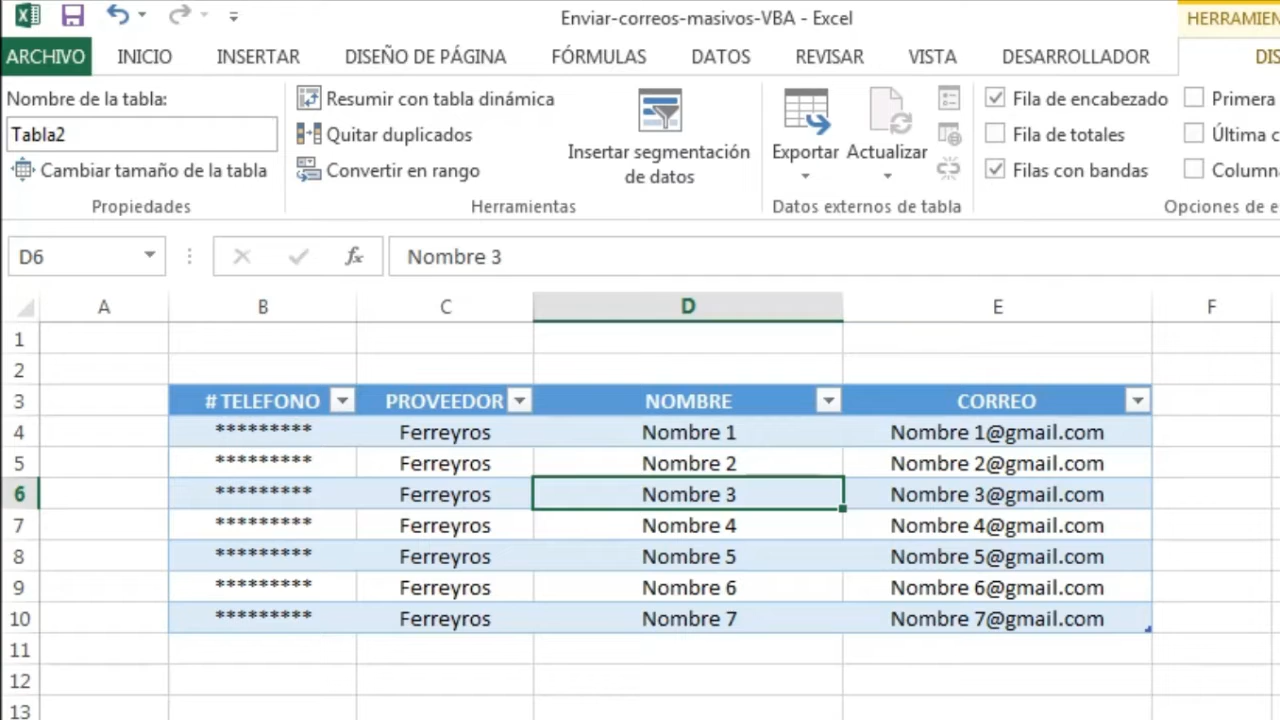 Enviar-correos-masivos-VBA - Excel
HERRAMIEN
ARCHIVO INICIO INSERTAR DISEÑO DE PÁGINA FÓRMULAS DATOS REVISAR VISTA DESARROLLADOR DIS
Nombre de la tabla:
Tabla2
Cambiar tamaño de la tabla
Propiedades
Resumir con tabla dinámica
Quitar duplicados
Convertir en rango
Insertar segmentación
de datos
Herramientas
Exportar Actualizar
Datos externos de tabla
Fila de encabezado Primera
Fila de totales Última c
Filas con bandas Column
Opciones de e
D6 fx Nombre 3
A B C D E F
1
2
3 # TELEFONO PROVEEDOR NOMBRE CORREO
4 ********* Ferreyros Nombre 1 Nombre 1@gmail.com
5 ********* Ferreyros Nombre 2 Nombre 2@gmail.com
6 ********* Ferreyros Nombre 3 Nombre 3@gmail.com
7 ********* Ferreyros Nombre 4 Nombre 4@gmail.com
8 ********* Ferreyros Nombre 5 Nombre 5@gmail.com
9 ********* Ferreyros Nombre 6 Nombre 6@gmail.com
10 ********* Ferreyros Nombre 7 Nombre 7@gmail.com
11
12
13